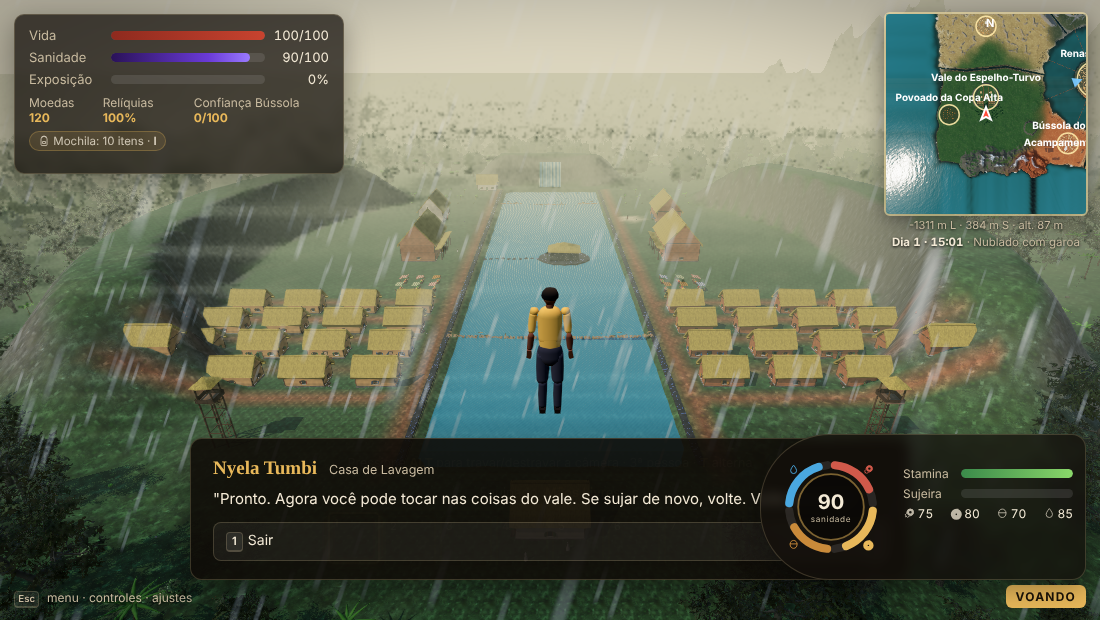 Vida 100/100
Sanidade 90/100
Exposição 0%
Moedas Relíquias Confiança Bússola
120 100% 0/100
Mochila: 10 itens · I
N
Rena
Vale do Espelho-Turvo
Povoado da Copa Alta
Bússola do
Acampamen
-1311 m L · 384 m S · alt. 87 m
Dia 1 · 15:01 · Nublado com garoa
Nyela Tumbi Casa de Lavagem
"Pronto. Agora você pode tocar nas coisas do vale. Se sujar de novo, volte. V
1 Sair
90
sanidade
Stamina
Sujeira
75 80 70 85
Esc menu · controles · ajustes
VOANDO